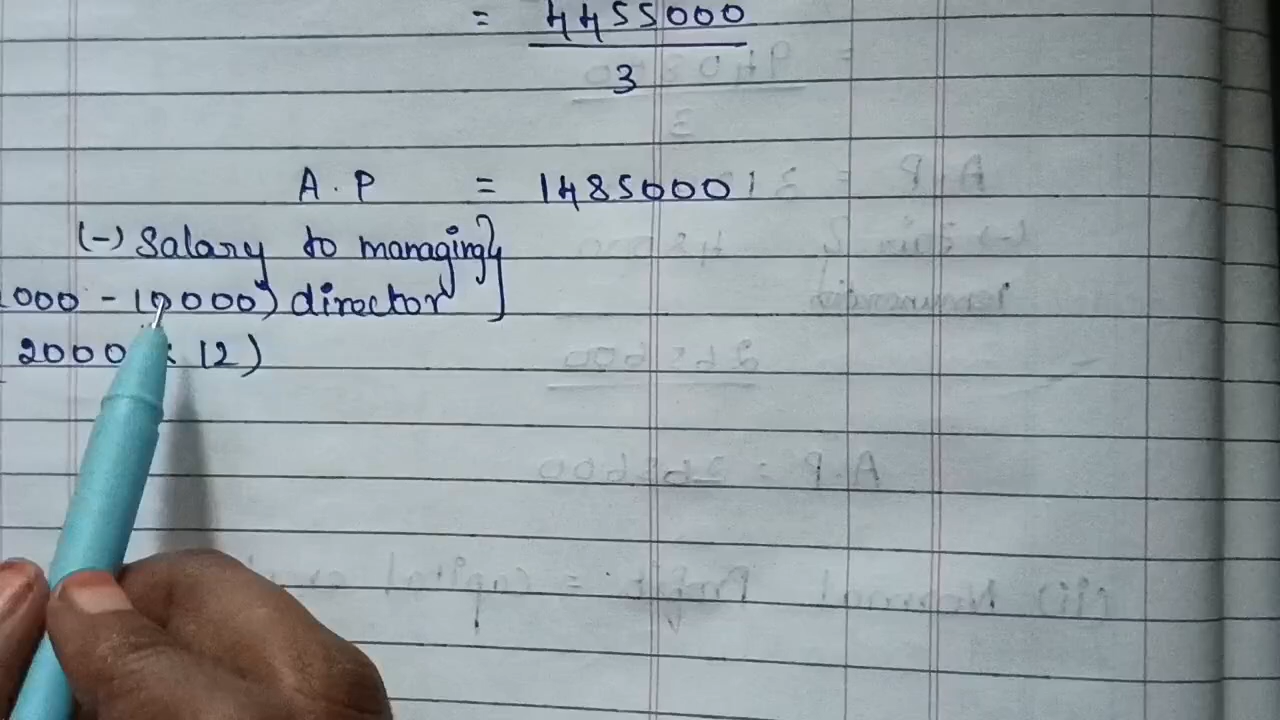 = 4455000
3
A.P = 1485000
(-) Salary to managing
000 - 10000) director
2000 × 12)